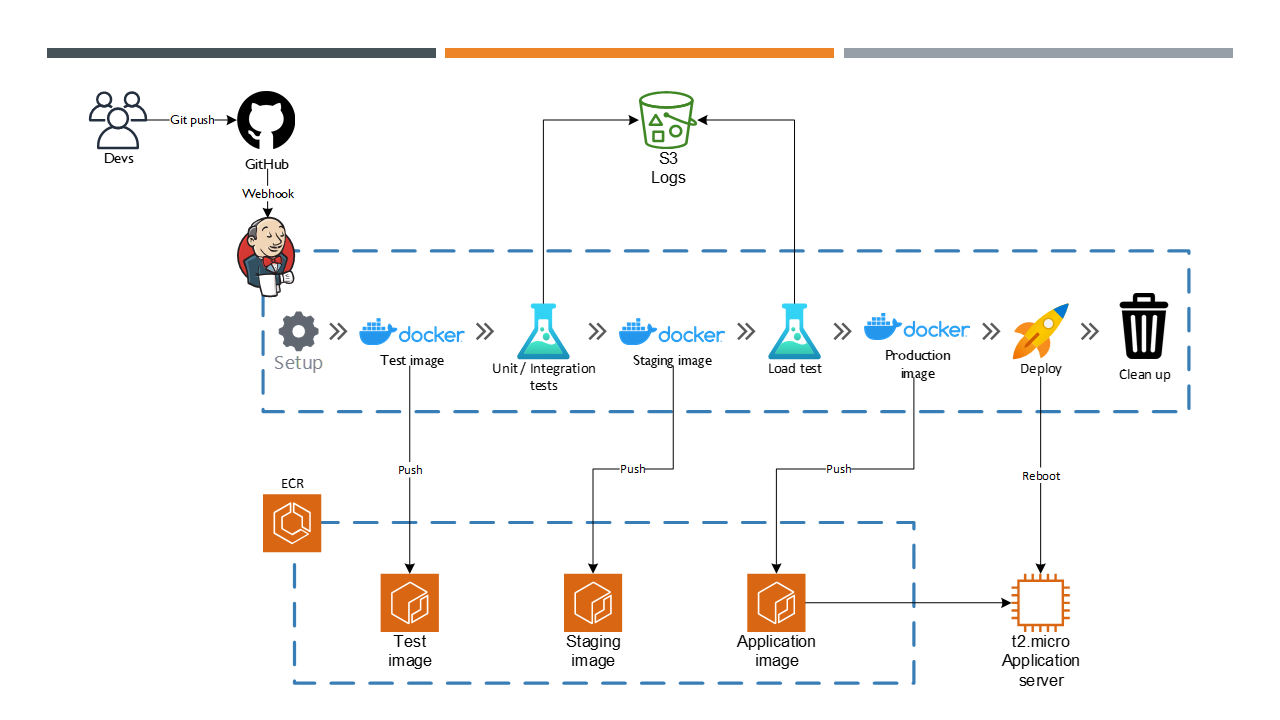 Git push
Devs
GitHub
Webhook
S3
Logs
Setup
docker
Test image
Unit / Integration
tests
docker
Staging image
Load test
docker
Production
image
Deploy
Clean up
Push
Push
Push
Reboot
ECR
Test
image
Staging
image
Application
image
t2.micro
Application
server